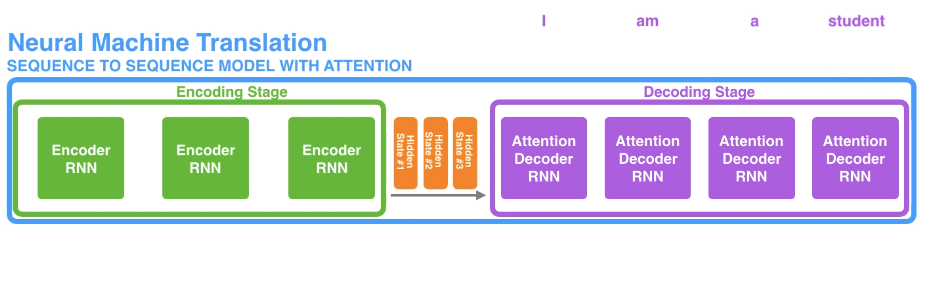 I am a student
Neural Machine Translation
SEQUENCE TO SEQUENCE MODEL WITH ATTENTION
Encoding Stage
Decoding Stage
Encoder
RNN
Encoder
RNN
Encoder
RNN
Hidden
State #1
Hidden
State #2
Hidden
State #3
Attention
Decoder
RNN
Attention
Decoder
RNN
Attention
Decoder
RNN
Attention
Decoder
RNN